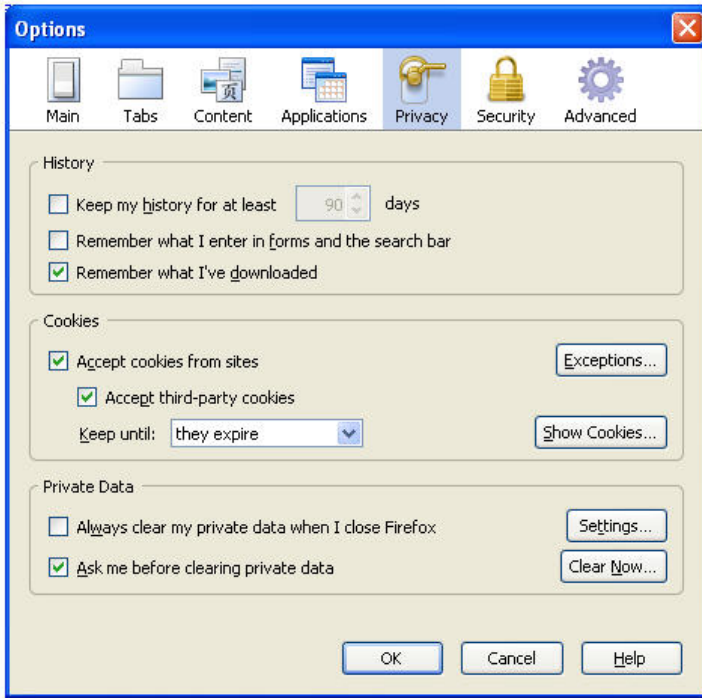 Options
Main Tabs Content Applications Privacy Security Advanced
页
History
Keep my history for at least 90 days
Remember what I enter in forms and the search bar
Remember what I've downloaded
Cookies
Accept cookies from sites Exceptions...
Accept third-party cookies
Keep until: they expire Show Cookies...
Private Data
Always clear my private data when I close Firefox Settings...
Ask me before clearing private data Clear Now...
OK Cancel Help